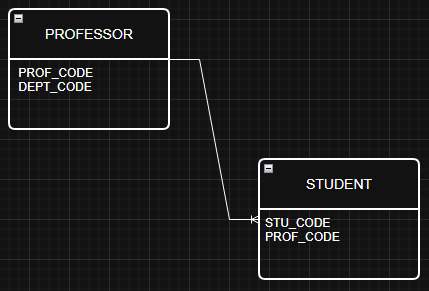 PROFESSOR
PROF_CODE
DEPT_CODE
STUDENT
STU_CODE
PROF_CODE